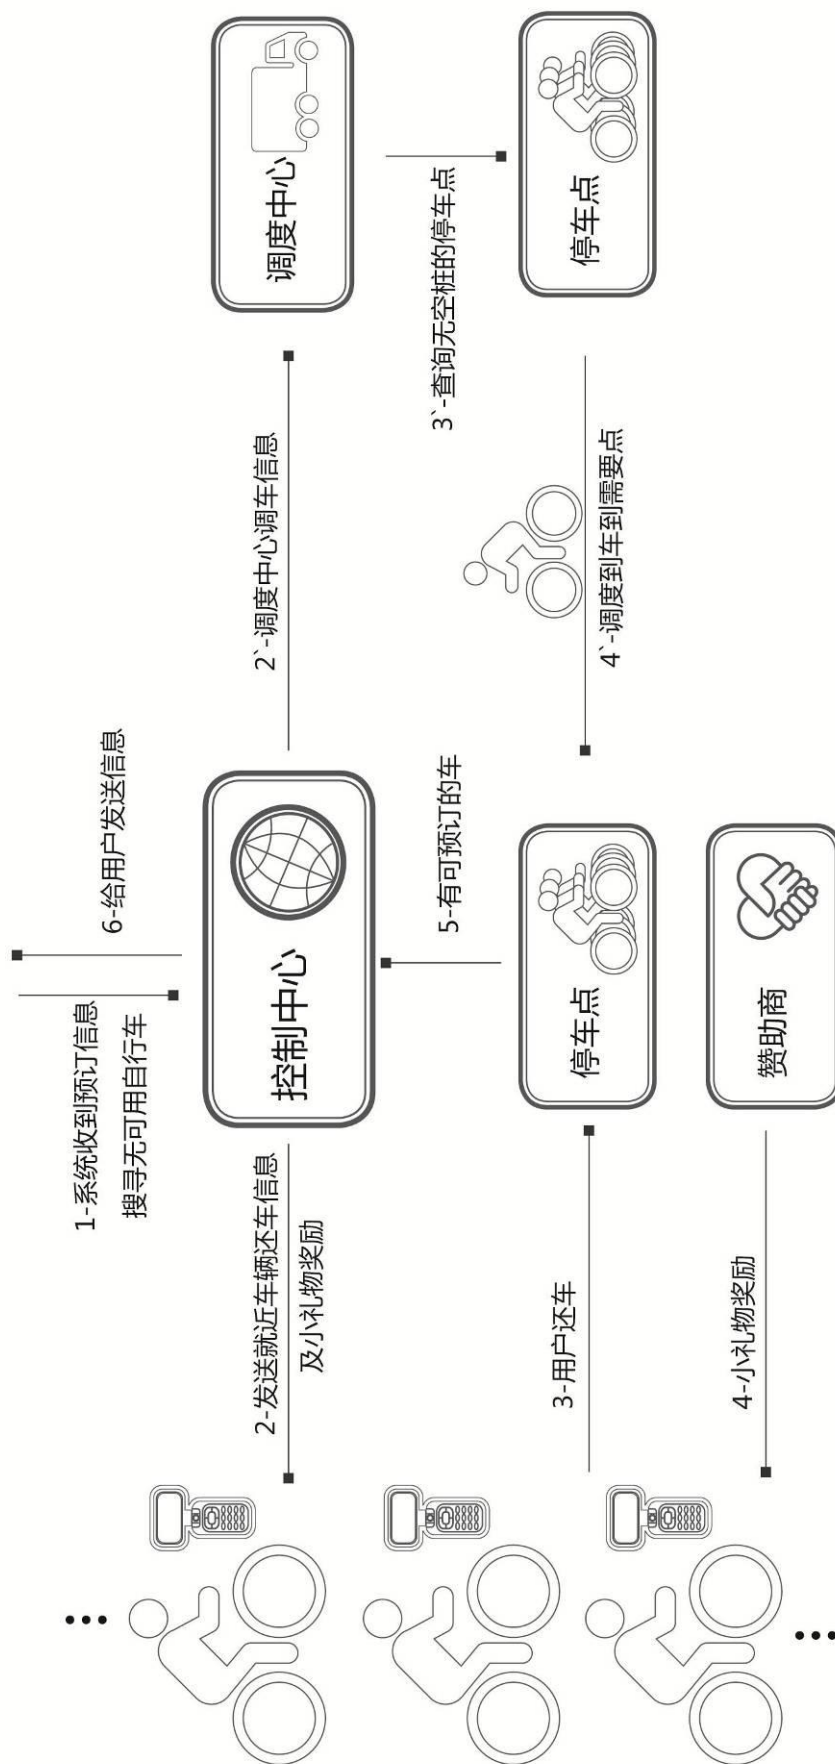 1-系统收到预订信息
搜寻无可用自行车
6-给用户发送信息
2-发送就近车辆还车信息
及小礼物奖励
控制中心
2`-调度中心调车信息
调度中心
3`-查询无空桩的停车点
5-有可预订的车
3-用户还车
停车点
4`-调度到车到需要点
停车点
4-小礼物奖励
赞助商